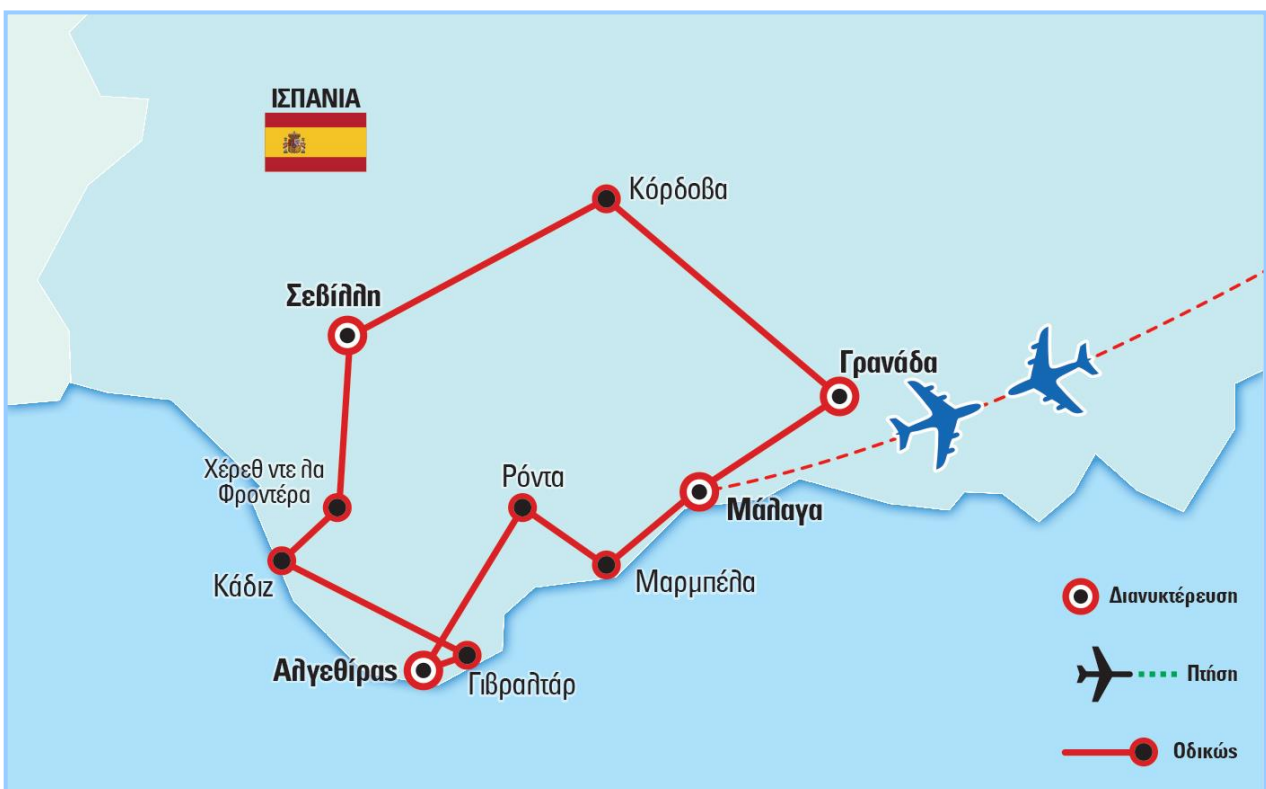 ΙΣΠΑΝΙΑ
Κόρδοβα
Σεβίλλη
Γρανάδα
Χέρεθ ντε λα
Φροντέρα
Ρόντα
Μάλαγα
Κάδιζ
Μαρμπέλα
Αλγεθίρας
Γιβραλτάρ
Διανυκτέρευση
Πτήση
Οδικώς